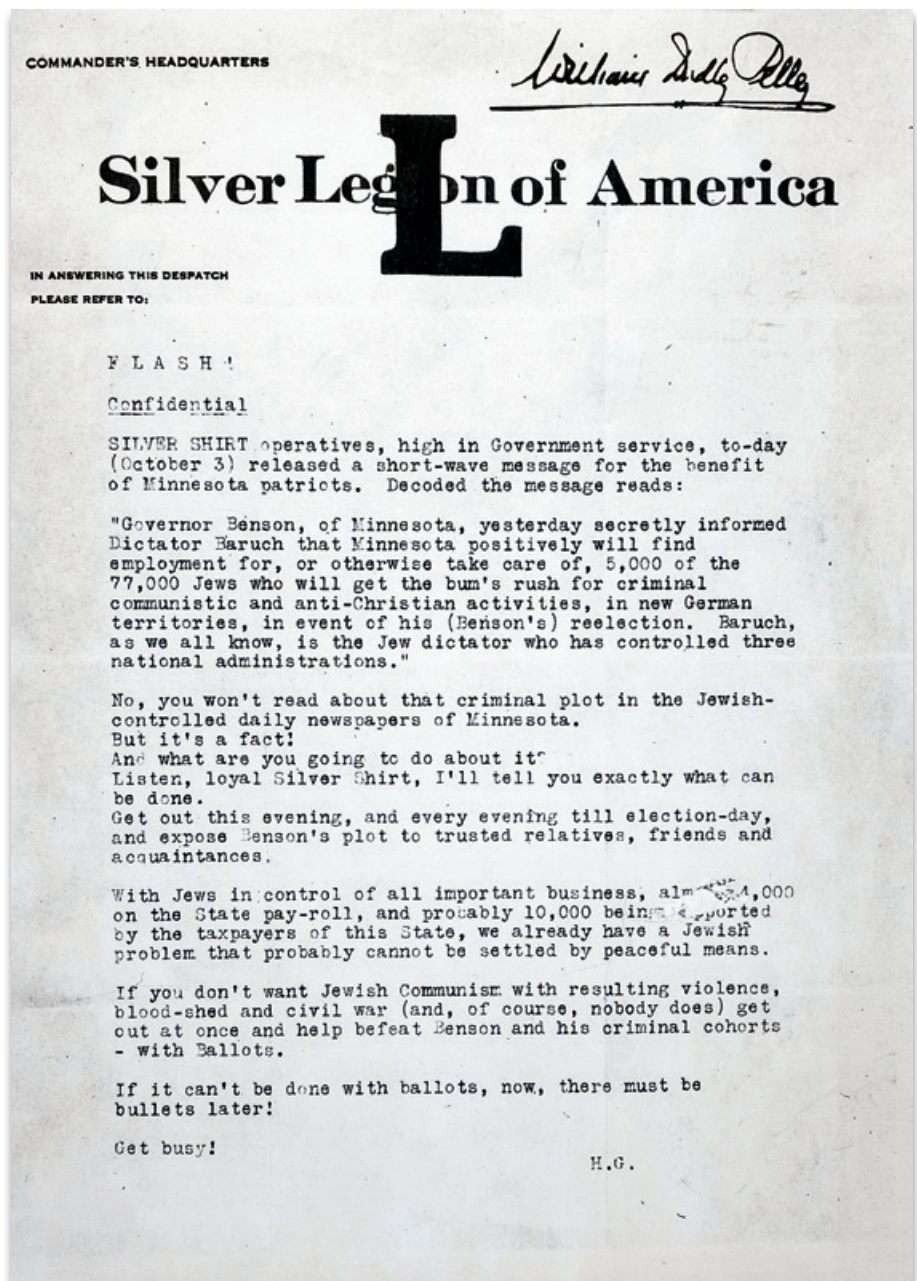 COMMANDER'S HEADQUARTERS
William Dudley Pelley
Silver Legion of America
L
IN ANSWERING THIS DESPATCH
PLEASE REFER TO:
F L A S H !
Confidential
SILVER SHIRT operatives, high in Government service, to-day
(October 3) released a short-wave message for the benefit
of Minnesota patriots. Decoded the message reads:
"Governor Benson, of Minnesota, yesterday secretly informed
Dictator Baruch that Minnesota positively will find
employment for, or otherwise take care of, 5,000 of the
77,000 Jews who will get the bum's rush for criminal
communistic and anti-Christian activities, in new German
territories, in event of his (Benson's) reelection. Baruch,
as we all know, is the Jew dictator who has controlled three
national administrations."
No, you won't read about that criminal plot in the Jewish-
controlled daily newspapers of Minnesota.
But it's a fact!
And what are you going to do about it?
Listen, loyal Silver Shirt, I'll tell you exactly what can
be done.
Get out this evening, and every evening till election-day,
and expose Benson's plot to trusted relatives, friends and
acquaintances.
With Jews in control of all important business,
on the State pay-roll, and probably 10,000 being supported
by the taxpayers of this State, we already have a Jewish
problem that probably cannot be settled by peaceful means.
If you don't want Jewish Communism with resulting violence,
blood-shed and civil war (and, of course, nobody does) get
out at once and help befeat Benson and his criminal cohorts
- with Ballots.
If it can't be done with ballots, now, there must be
bullets later!
Get busy!
H.G.